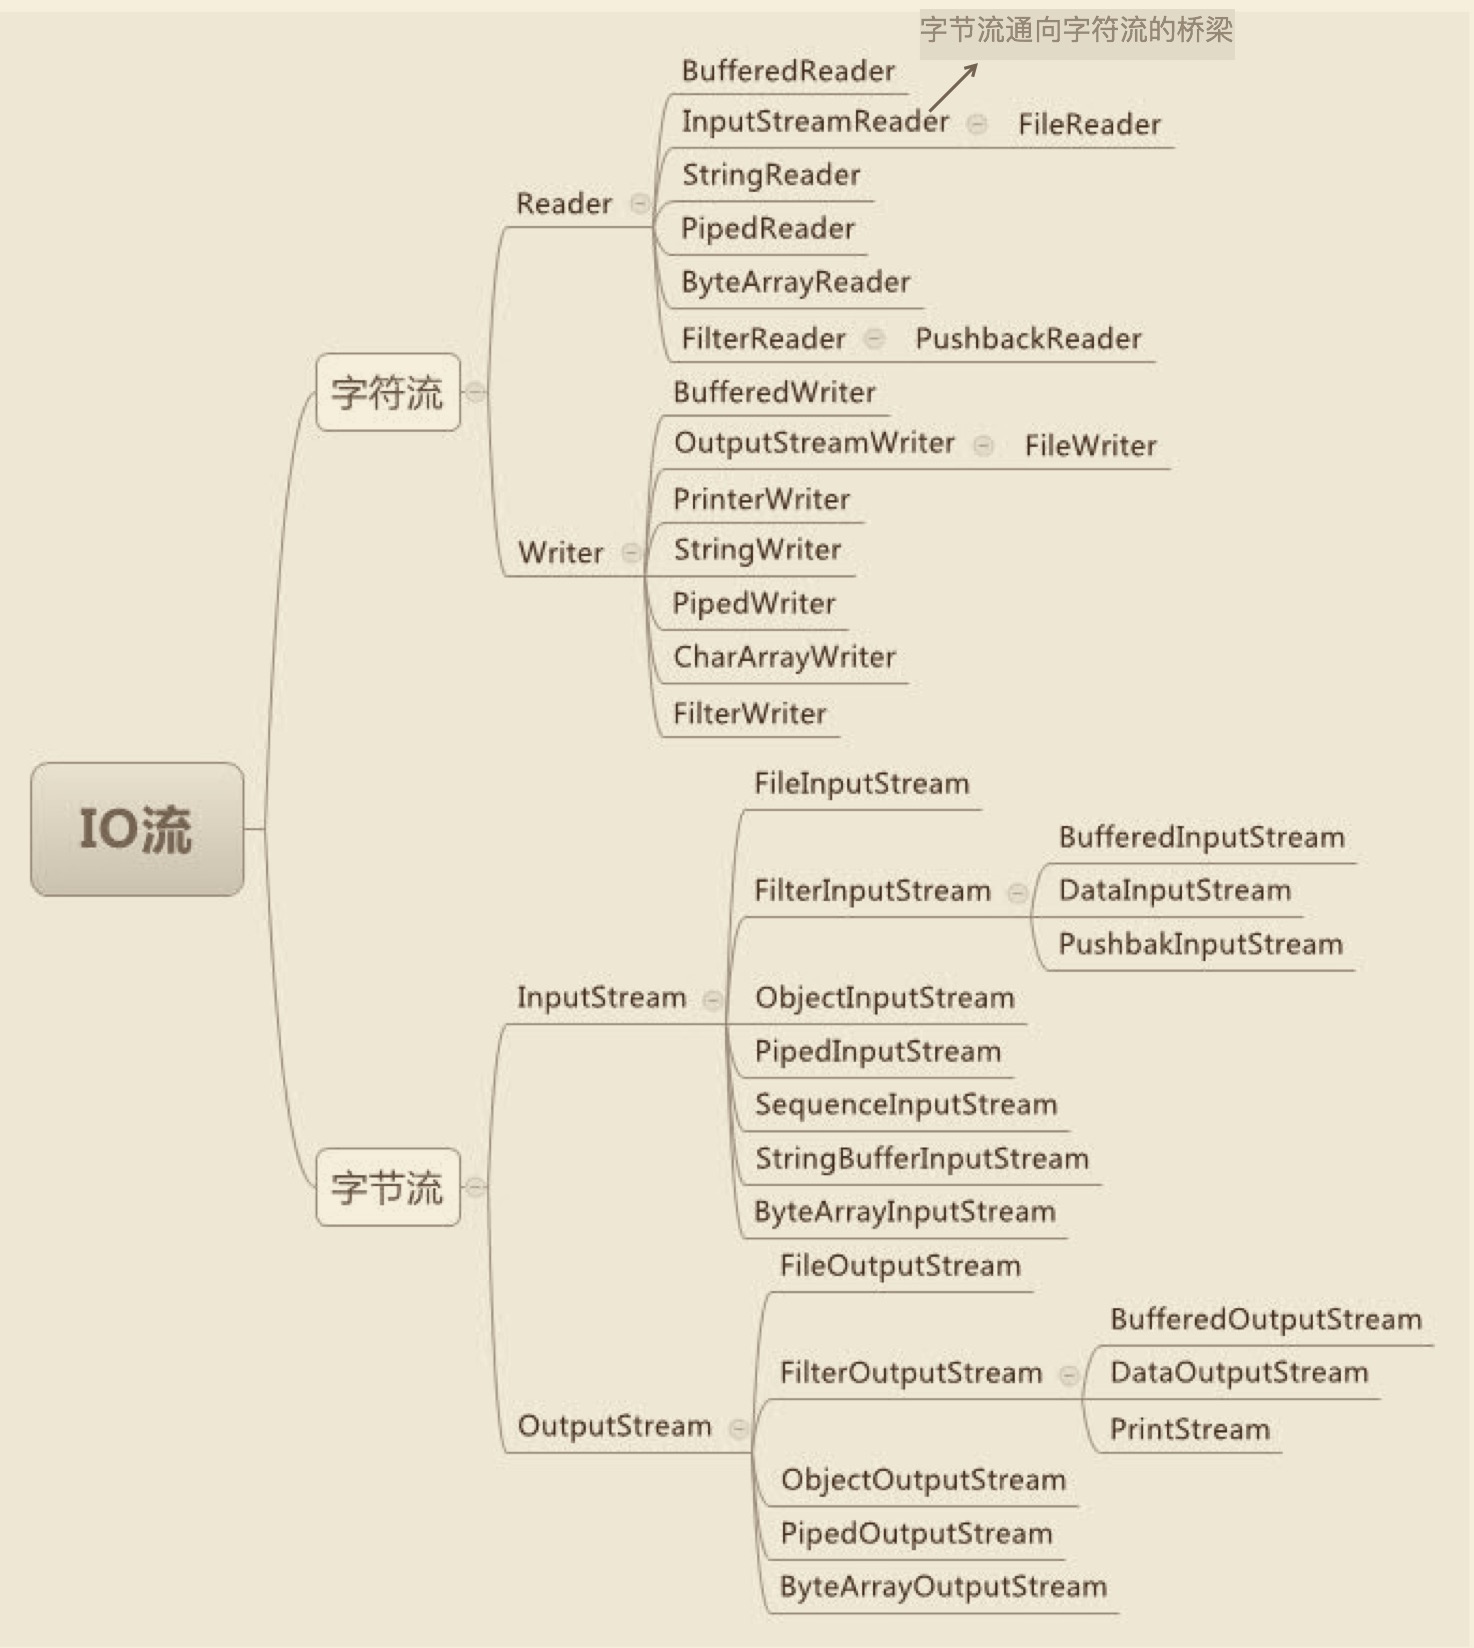 字节流通向字符流的桥梁
BufferedReader
InputStreamReader
FileReader
StringReader
Reader
PipedReader
ByteArrayReader
FilterReader
PushbackReader
字符流
BufferedWriter
OutputStreamWriter
FileWriter
PrinterWriter
StringWriter
Writer
PipedWriter
CharArrayWriter
FilterWriter
IO流
FileInputStream
BufferedInputStream
FilterInputStream
DataInputStream
PushbakInputStream
InputStream
ObjectInputStream
PipedInputStream
SequenceInputStream
StringBufferInputStream
字节流
ByteArrayInputStream
FileOutputStream
BufferedOutputStream
FilterOutputStream
DataOutputStream
PrintStream
OutputStream
ObjectOutputStream
PipedOutputStream
ByteArrayOutputStream